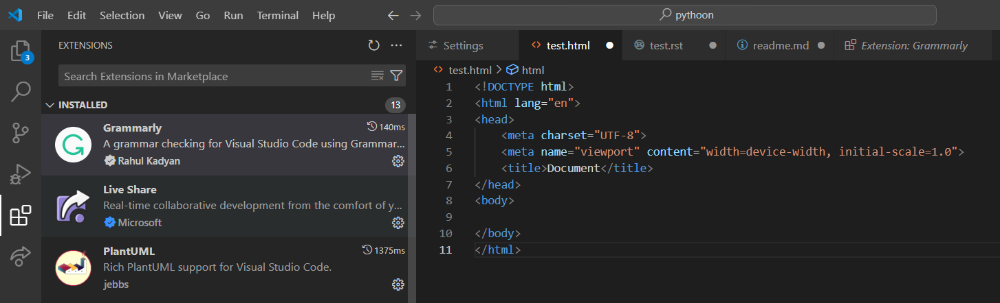 File Edit Selection View Go Run Terminal Help
pythoon
3
EXTENSIONS
Search Extensions in Marketplace
INSTALLED 13
Grammarly 140ms
A grammar checking for Visual Studio Code using Grammar...
Rahul Kadyan
Live Share
Real-time collaborative development from the comfort of y...
Microsoft
PlantUML 1375ms
Rich PlantUML support for Visual Studio Code.
jebbs
Settings test.html test.rst readme.md Extension: Grammarly
test.html > html
1 <!DOCTYPE html>
2 <html lang="en">
3 <head>
4 <meta charset="UTF-8">
5 <meta name="viewport" content="width=device-width, initial-scale=1.0">
6 <title>Document</title>
7 </head>
8 <body>
9
10 </body>
11 </html>